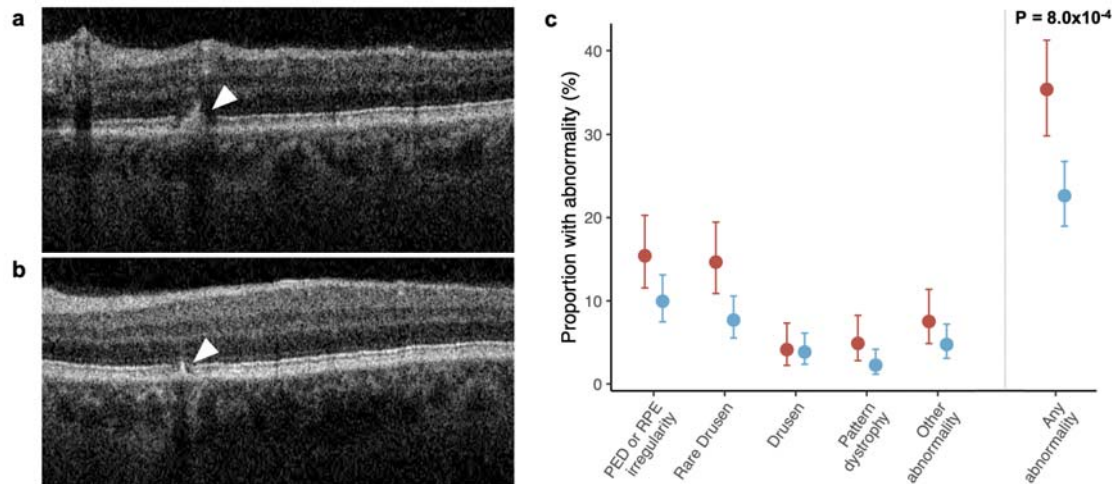 a
b
c
P = 8.0x10-4
Proportion with abnormality (%)
40
30
20
10
0
PED or RPE
irregularity
Rare Drusen
Drusen
Pattern
dystrophy
Other
abnormality
Any
abnormality